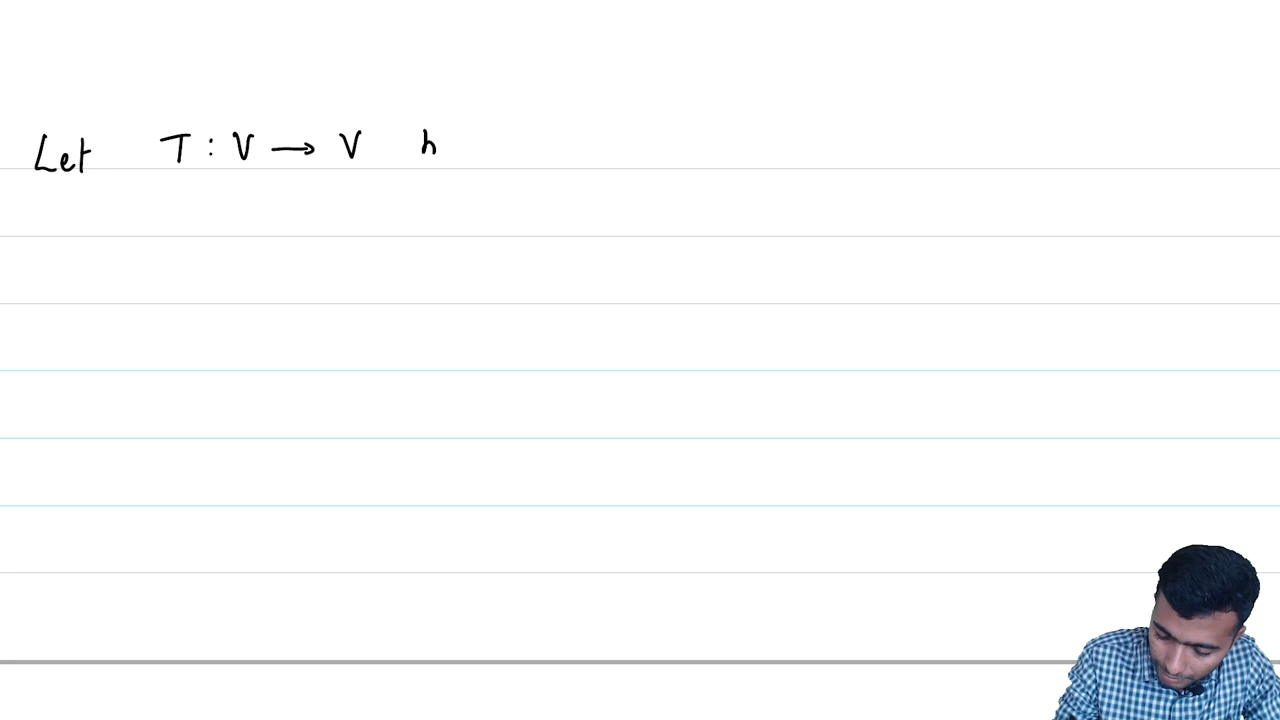 Let T : V → V h